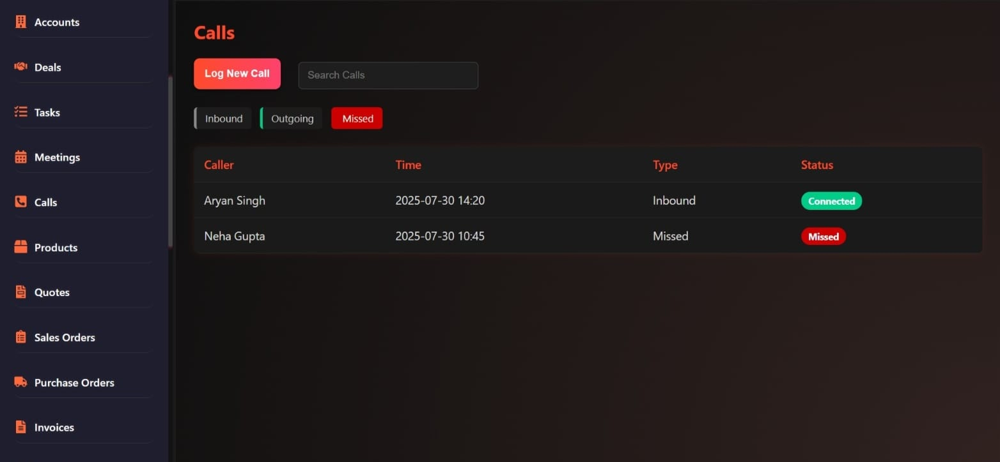 Accounts
Deals
Tasks
Meetings
Calls
Products
Quotes
Sales Orders
Purchase Orders
Invoices
Calls
Log New Call
Search Calls
Inbound
Outgoing
Missed
Caller Time Type Status
Aryan Singh 2025-07-30 14:20 Inbound Connected
Neha Gupta 2025-07-30 10:45 Missed Missed